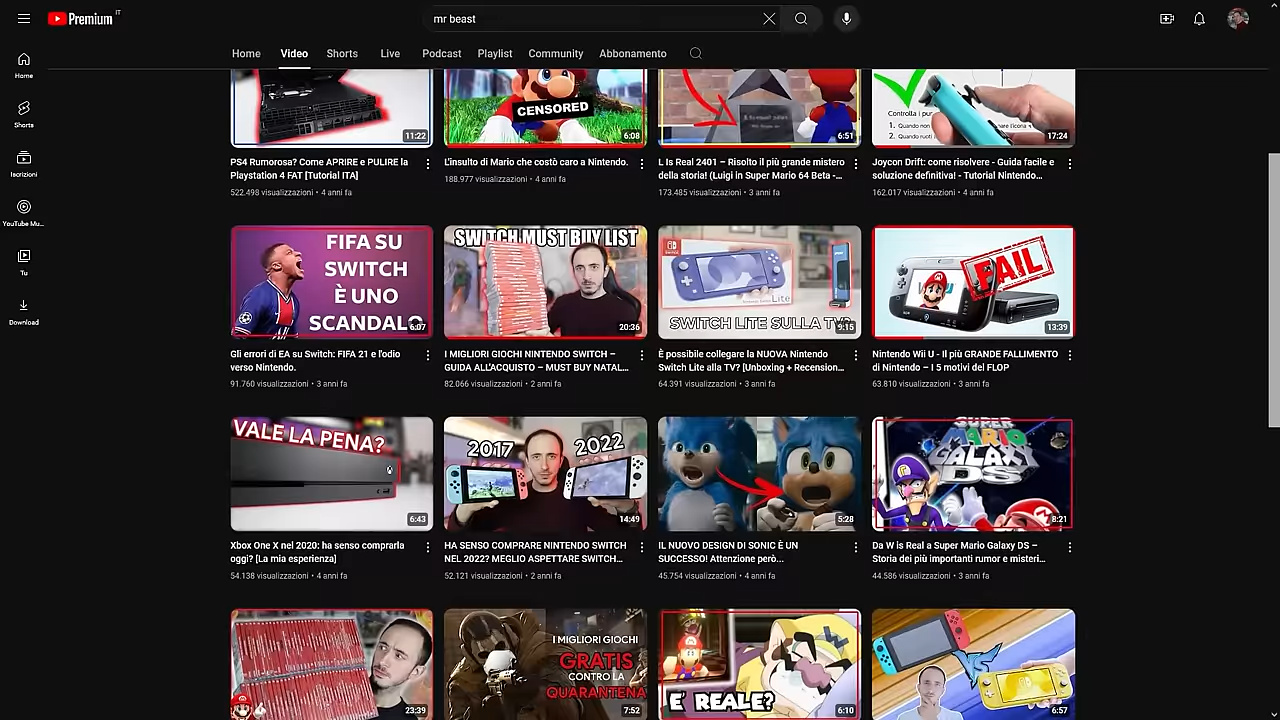 Premium IT
mr beast
Home Video Shorts Live Podcast Playlist Community Abbonamento
Home
Shorts
Iscrizioni
YouTube Mu...
Tu
Download
11:22
CENSORED
6:08
6:51
Controlla i pu
1. Quando non
2. Quando ruoti
17:24
PS4 Rumorosa? Come APRIRE e PULIRE la
Playstation 4 FAT [Tutorial ITA]
522.498 visualizzazioni • 4 anni fa
L'insulto di Mario che costò caro a Nintendo.
188.977 visualizzazioni • 4 anni fa
L Is Real 2401 – Risolto il più grande mistero
della storia! (Luigi in Super Mario 64 Beta -...
173.485 visualizzazioni • 3 anni fa
Joycon Drift: come risolvere - Guida facile e
soluzione definitiva! - Tutorial Nintendo...
162.017 visualizzazioni • 4 anni fa
FIFA SU
SWITCH
È UNO
SCANDALO
6:07
SWITCH MUST BUY LIST
20:36
Lite
SWITCH LITE SULLA TV?
9:15
FAIL
13:39
Gli errori di EA su Switch: FIFA 21 e l'odio
verso Nintendo.
91.760 visualizzazioni • 3 anni fa
I MIGLIORI GIOCHI NINTENDO SWITCH –
GUIDA ALL'ACQUISTO – MUST BUY NATAL...
82.066 visualizzazioni • 2 anni fa
È possibile collegare la NUOVA Nintendo
Switch Lite alla TV? [Unboxing + Recension...
64.391 visualizzazioni • 3 anni fa
Nintendo Wii U - Il più GRANDE FALLIMENTO
di Nintendo – I 5 motivi del FLOP
63.810 visualizzazioni • 3 anni fa
VALE LA PENA?
6:43
2017 2022
14:49
5:28
SUPER
MARIO
GALAXY
DS
8:21
Xbox One X nel 2020: ha senso comprarla
oggi? [La mia esperienza]
54.138 visualizzazioni • 4 anni fa
HA SENSO COMPRARE NINTENDO SWITCH
NEL 2022? MEGLIO ASPETTARE SWITCH...
52.121 visualizzazioni • 2 anni fa
IL NUOVO DESIGN DI SONIC È UN
SUCCESSO! Attenzione però...
45.754 visualizzazioni • 4 anni fa
Da W is Real a Super Mario Galaxy DS –
Storia dei più importanti rumor e misteri...
44.586 visualizzazioni • 3 anni fa
23:39
I MIGLIORI GIOCHI
GRATIS
CONTRO LA
QUARANTENA
7:52
E' REALE?
6:10
6:57